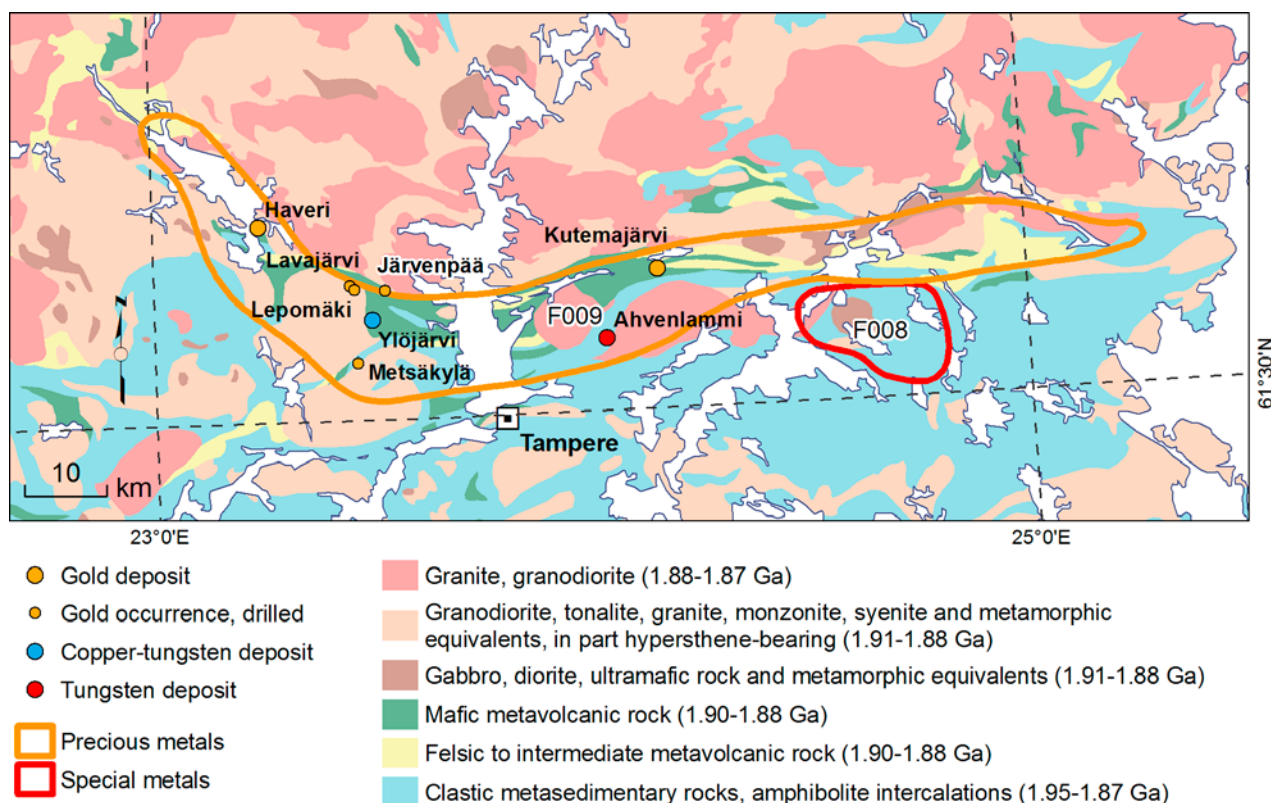 Haveri
Kutemajärvi
Lavajärvi
Järvenpää
Lepomäki
F009
Ahvenlammi
F008
Ylöjärvi
Metsäkylä
61°30'N
Tampere
10
km
23°0'E
25°0'E
Gold deposit
Gold occurrence, drilled
Copper-tungsten deposit
Tungsten deposit
Precious metals
Special metals
Granite, granodiorite (1.88-1.87 Ga)
Granodiorite, tonalite, granite, monzonite, syenite and metamorphic
equivalents, in part hypersthene-bearing (1.91-1.88 Ga)
Gabbro, diorite, ultramafic rock and metamorphic equivalents (1.91-1.88 Ga)
Mafic metavolcanic rock (1.90-1.88 Ga)
Felsic to intermediate metavolcanic rock (1.90-1.88 Ga)
Clastic metasedimentary rocks, amphibolite intercalations (1.95-1.87 Ga)